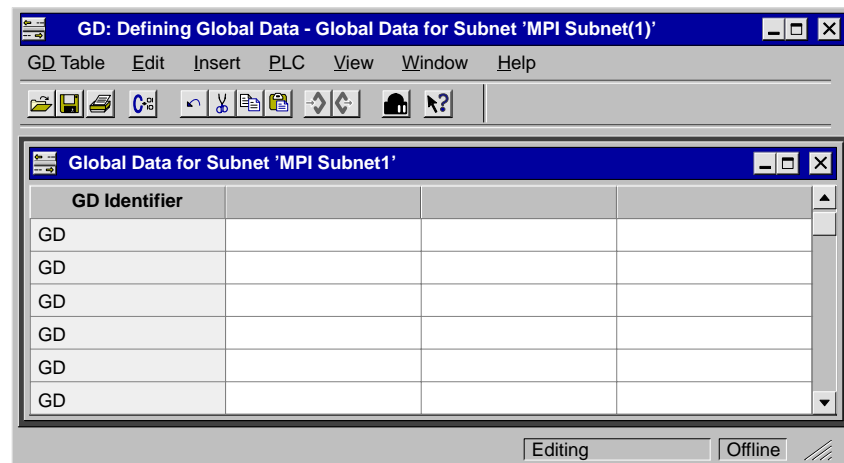 GD: Defining Global Data - Global Data for Subnet ’MPI Subnet(1)’
GD Table Edit Insert PLC View Window Help
Global Data for Subnet ’MPI Subnet1’
GD Identifier
GD
GD
GD
GD
GD
GD
Editing Offline